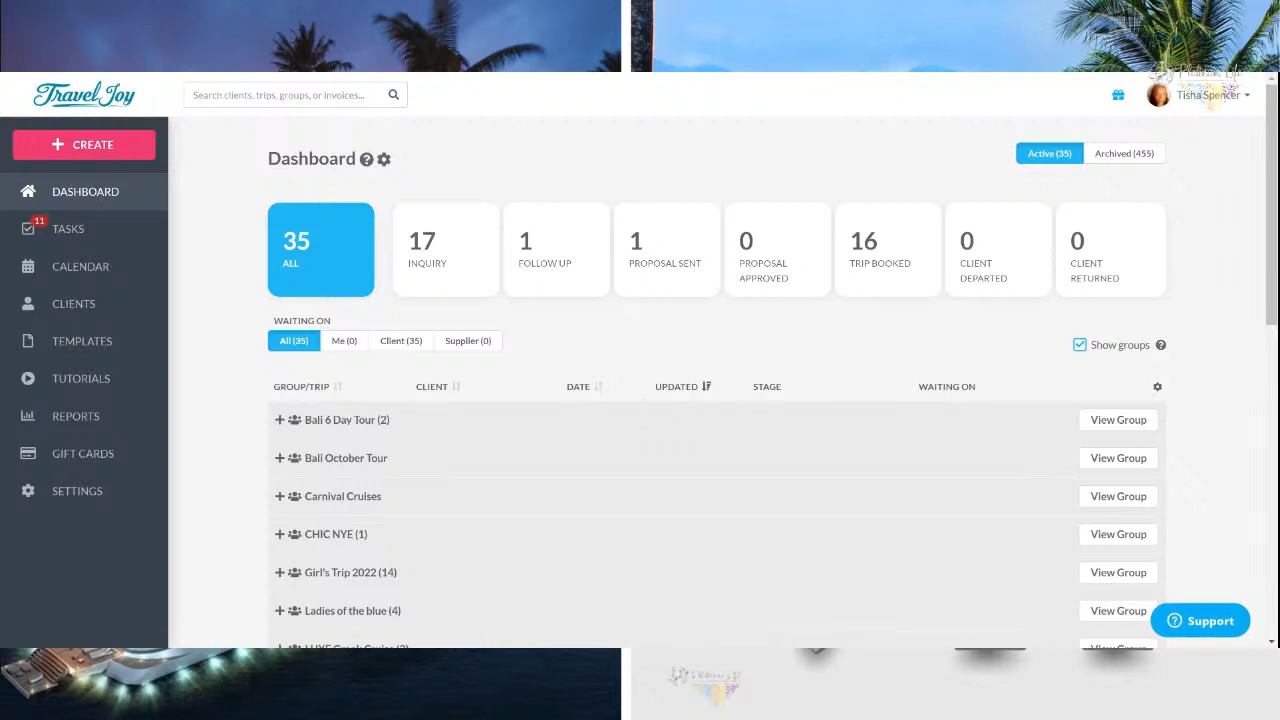 Travel Joy
Search clients, trips, groups, or invoices...
Tisha Spencer
+ CREATE
DASHBOARD
11
TASKS
CALENDAR
CLIENTS
TEMPLATES
TUTORIALS
REPORTS
GIFT CARDS
SETTINGS
Dashboard
Active (35) Archived (455)
35 17 1 1 0 16 0 0
ALL INQUIRY FOLLOW UP PROPOSAL SENT PROPOSAL APPROVED TRIP BOOKED CLIENT DEPARTED CLIENT RETURNED
WAITING ON
All (35) Me (0) Client (35) Supplier (0)
Show groups
GROUP/TRIP CLIENT DATE UPDATED STAGE WAITING ON
+ Bali 6 Day Tour (2) View Group
+ Bali October Tour View Group
+ Carnival Cruises View Group
+ CHIC NYE (1) View Group
+ Girl's Trip 2022 (14) View Group
+ Ladies of the blue (4) View Group
Support